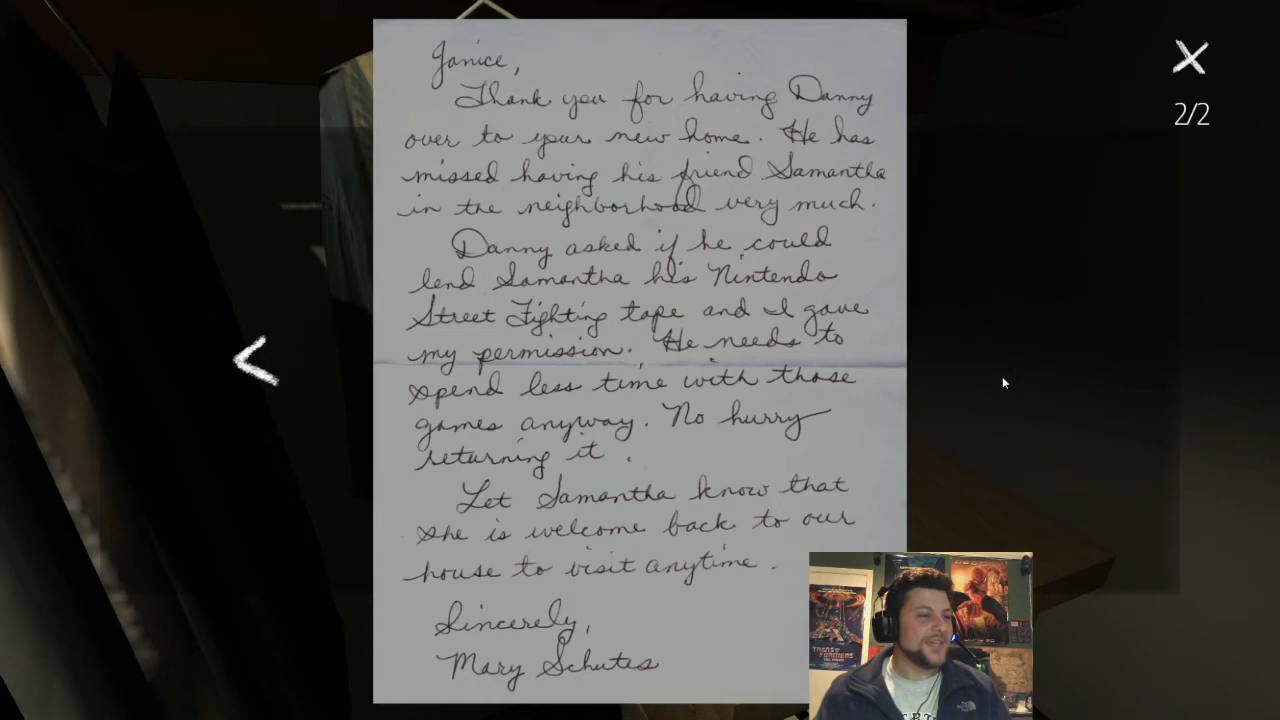 Janice,
Thank you for having Danny
over to your new home. He has
missed having his friend Samantha
in the neighborhood very much.
Danny asked if he could
lend Samantha his Nintendo
Street Fighting tape and I gave
my permission. He needs to
spend less time with those
games anyway. No hurry
returning it.
Let Samantha know that
she is welcome back to our
house to visit anytime.
Sincerely,
Mary Schutes
2/2
TRANSFORMERS